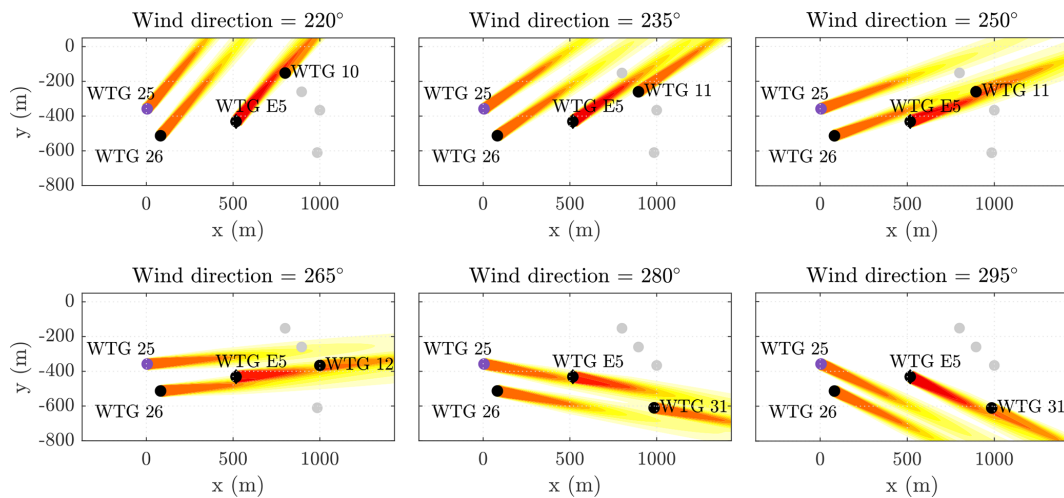 Wind direction = 220° Wind direction = 235° Wind direction = 250°
0
-200
-400
-600
-800
y (m)
WTG 25
WTG 26
WTG E5
WTG 10
WTG 25
WTG 26
WTG E5
WTG 11
WTG 25
WTG 26
WTG E5
WTG 11
0 500 1000 0 500 1000 0 500 1000
x (m) x (m) x (m)
Wind direction = 265° Wind direction = 280° Wind direction = 295°
0
-200
-400
-600
-800
y (m)
WTG 25
WTG 26
WTG E5
WTG 12
WTG 25
WTG 26
WTG E5
WTG 31
WTG 25
WTG 26
WTG E5
WTG 31
0 500 1000 0 500 1000 0 500 1000
x (m) x (m) x (m)